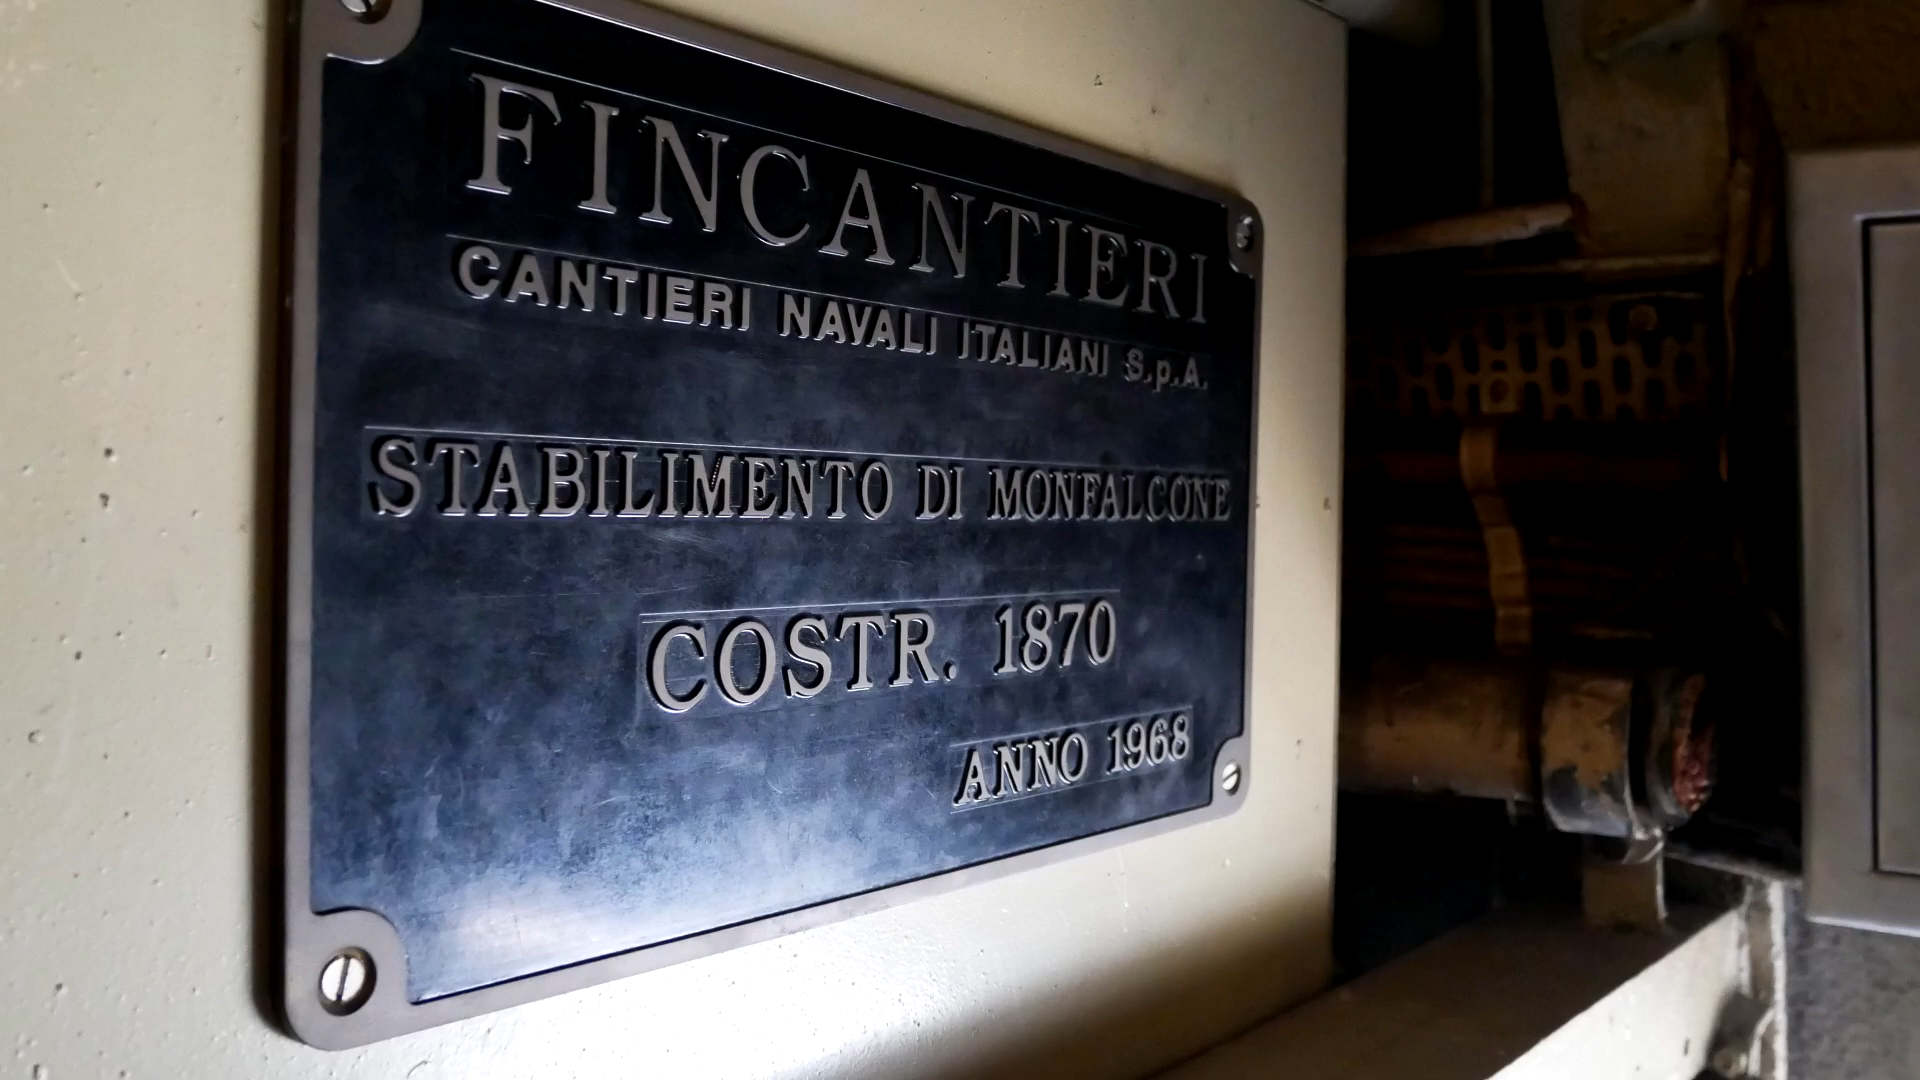 FINCANTIERI
CANTIERI NAVALI ITALIANI S.p.A.
STABILIMENTO DI MONFALCONE
COSTR. 1870
ANNO 1968